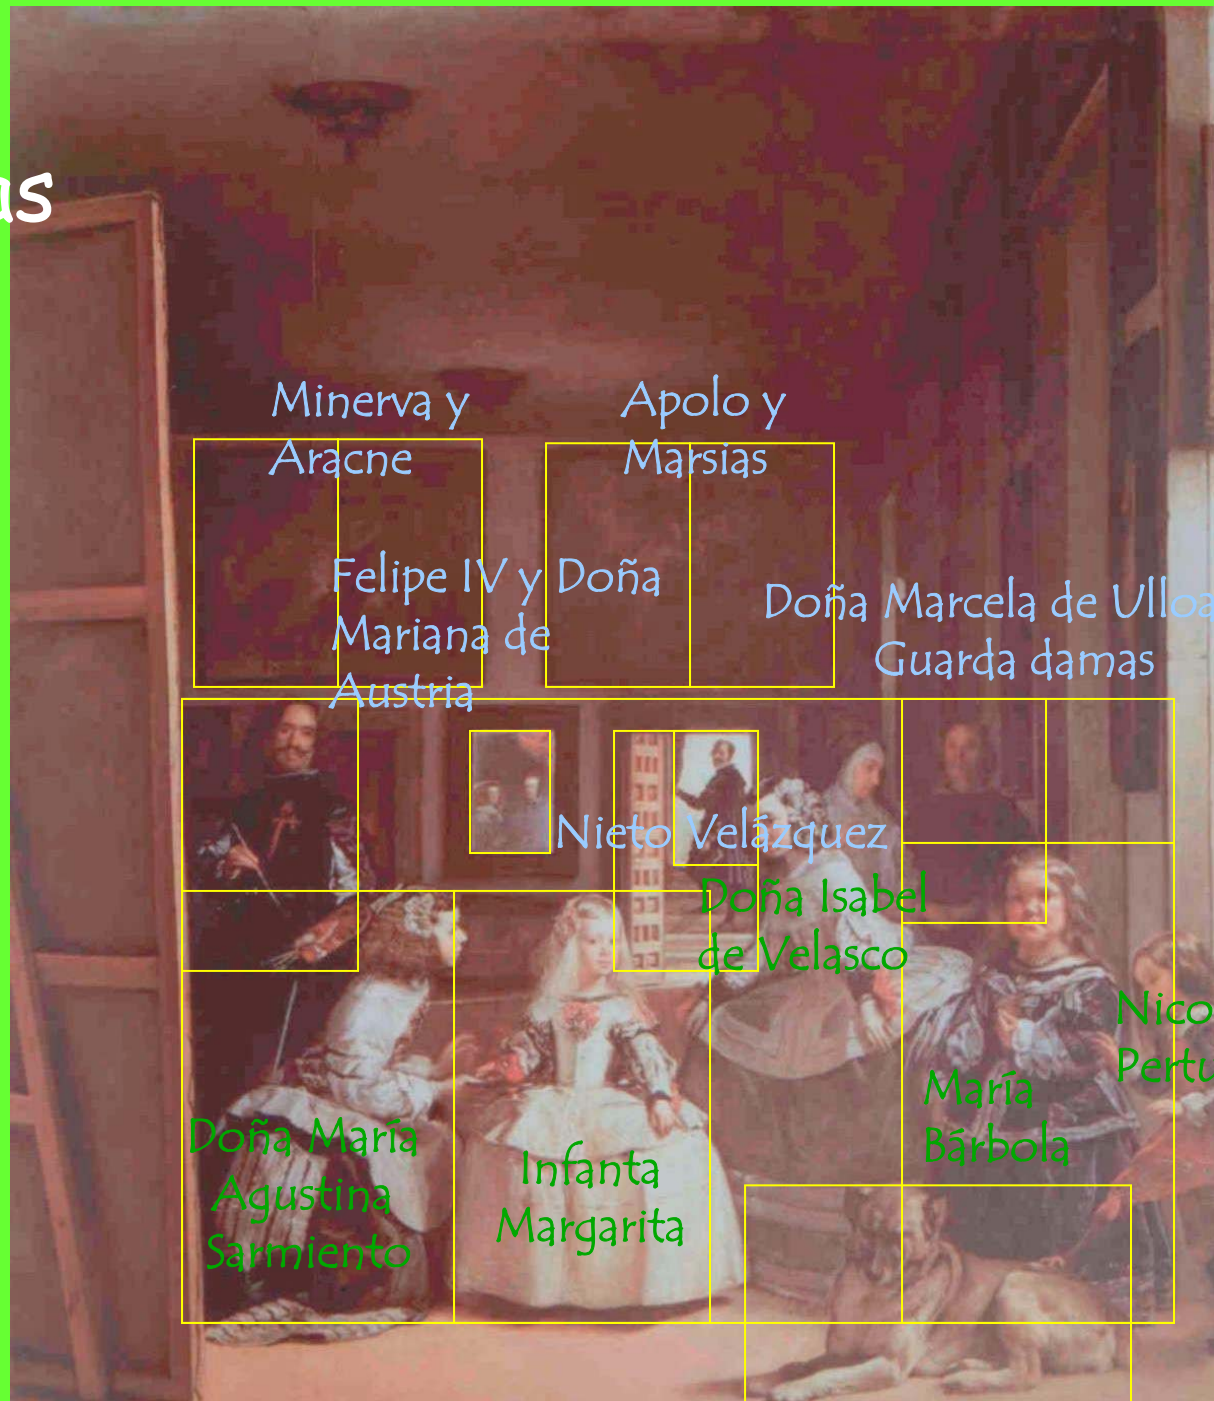 as
Minerva y
Aracne
Apolo y
Marsias
Felipe IV y Doña
Mariana de
Austria
Doña Marcela de Ulloa
Guarda damas
Nieto Velázquez
Doña Isabel
de Velasco
Nico
Pertu
María
Bárbola
Doña María
Agustina
Sarmiento
Infanta
Margarita